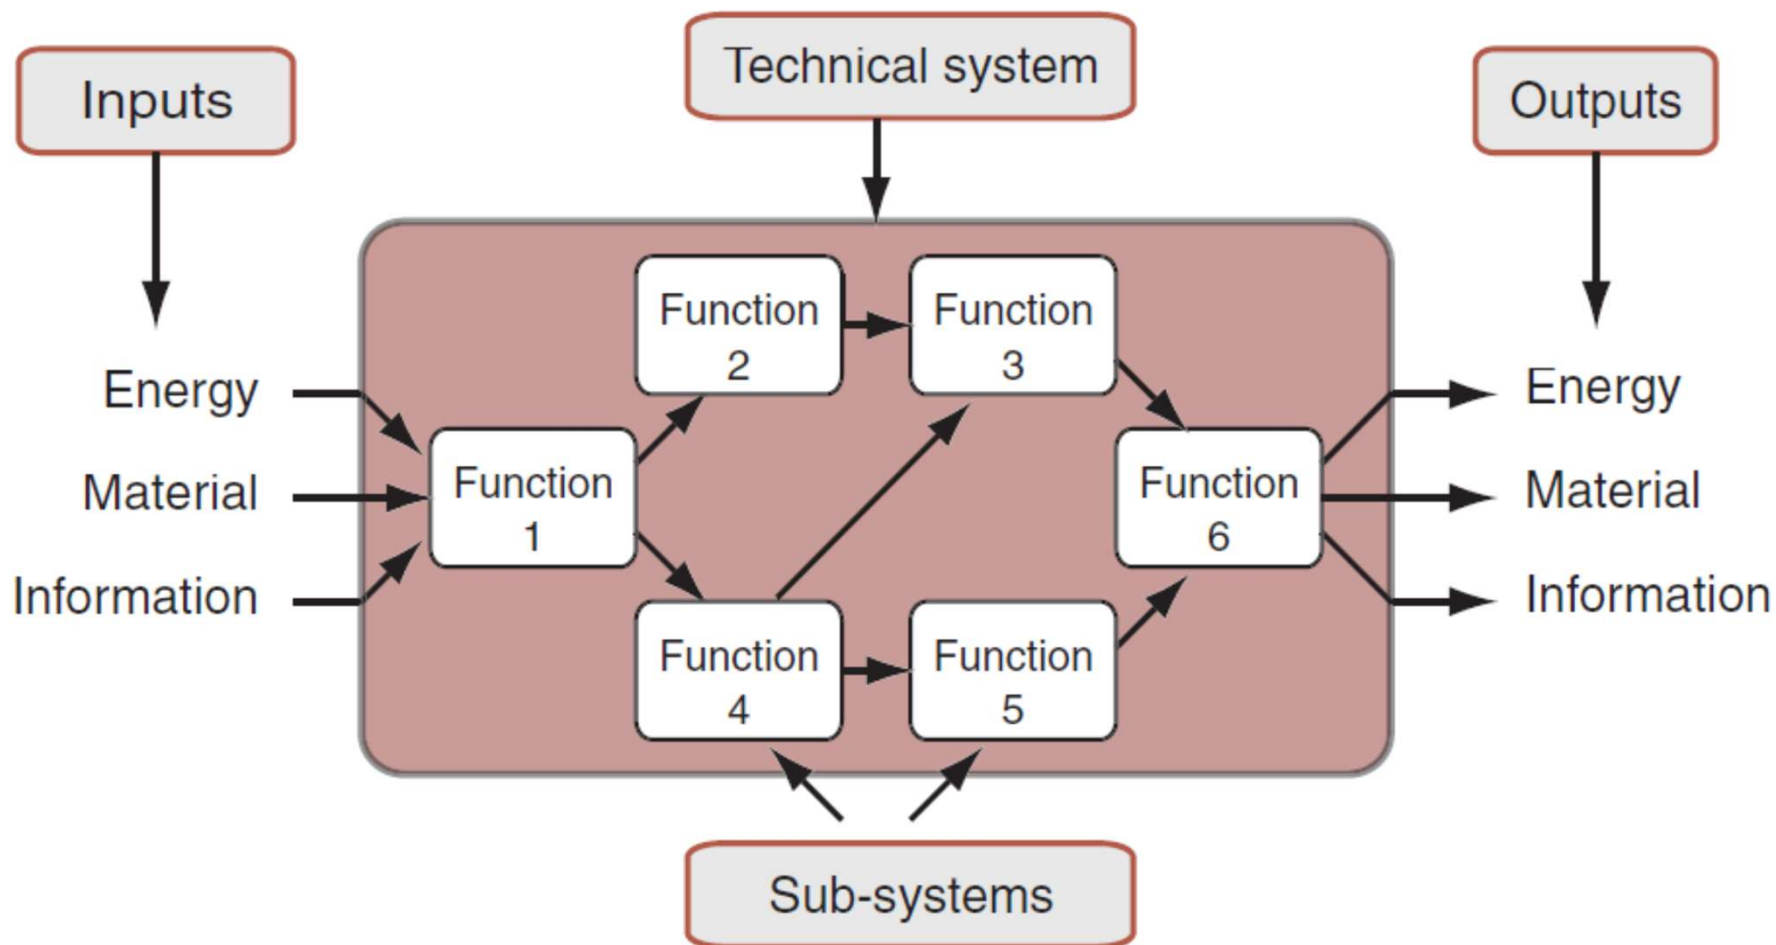 Technical system
Inputs
Outputs
Function
2
Function
3
Energy
Material
Information
Function
1
Function
6
Energy
Material
Information
Function
4
Function
5
Sub-systems